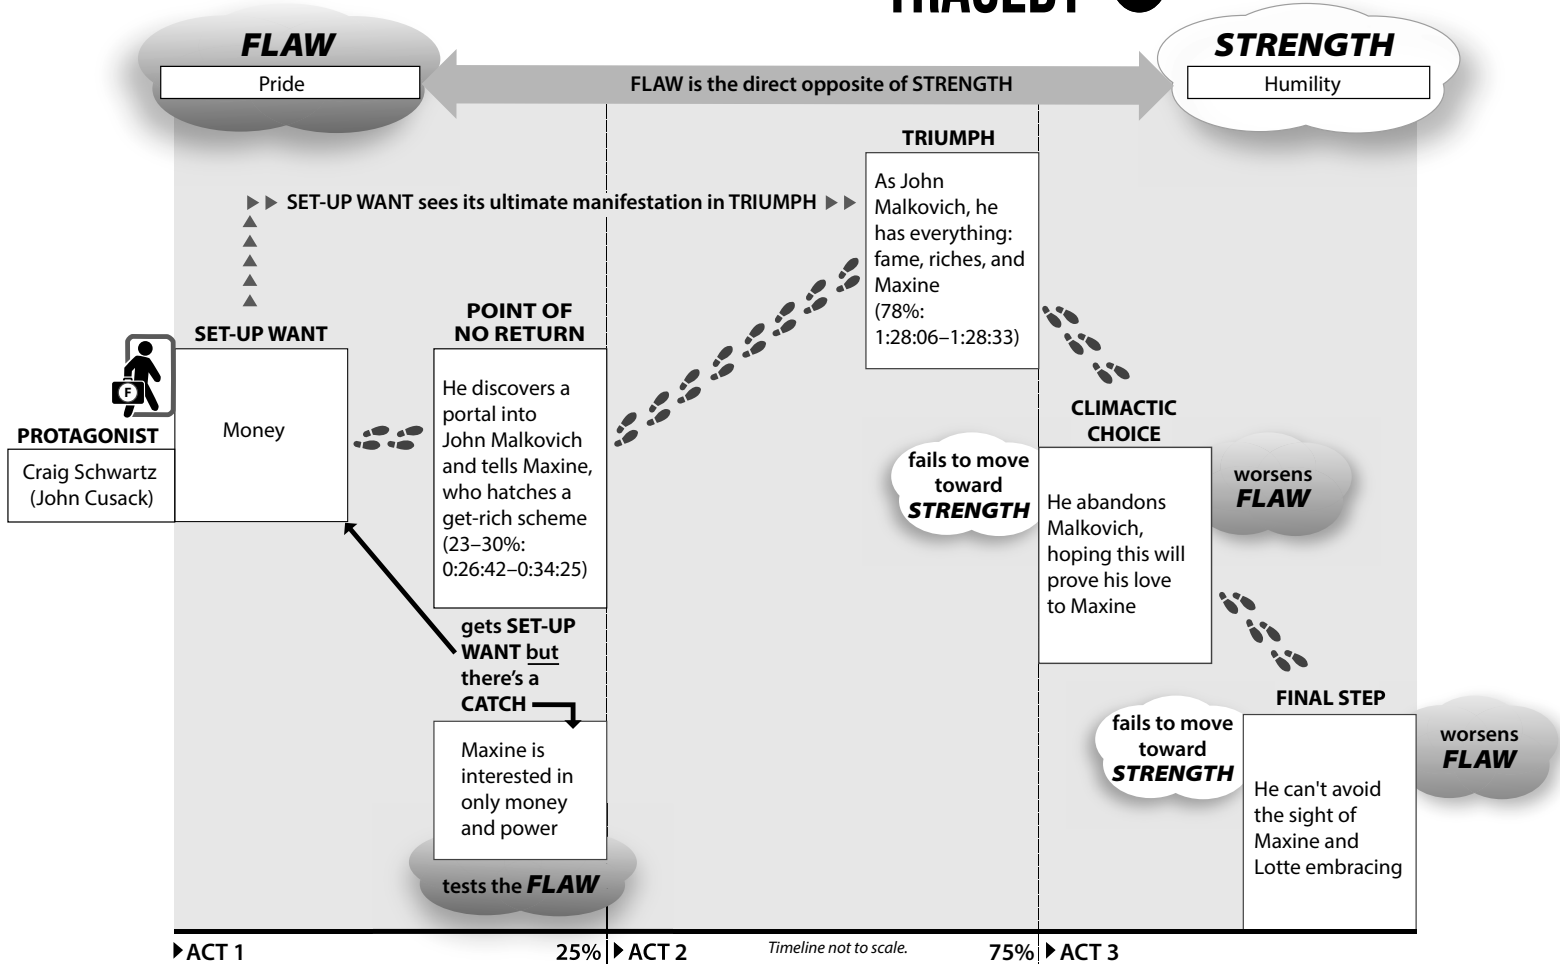 TRAGEDY
FLAW
Pride
FLAW is the direct opposite of STRENGTH
STRENGTH
Humility
TRIUMPH
As John
Malkovich, he
has everything:
fame, riches, and
Maxine
(78%:
1:28:06–1:28:33)
SET-UP WANT sees its ultimate manifestation in TRIUMPH
POINT OF
NO RETURN
He discovers a
portal into
John Malkovich
and tells Maxine,
who hatches a
get-rich scheme
(23–30%:
0:26:42–0:34:25)
SET-UP WANT
Money
F
PROTAGONIST
Craig Schwartz
(John Cusack)
gets SET-UP
WANT but
there's a
CATCH
Maxine is
interested in
only money
and power
tests the FLAW
CLIMACTIC
CHOICE
fails to move
toward
STRENGTH
He abandons
Malkovich,
hoping this will
prove his love
to Maxine
worsens
FLAW
FINAL STEP
fails to move
toward
STRENGTH
He can't avoid
the sight of
Maxine and
Lotte embracing
worsens
FLAW
ACT 1
25%
ACT 2
Timeline not to scale.
75%
ACT 3